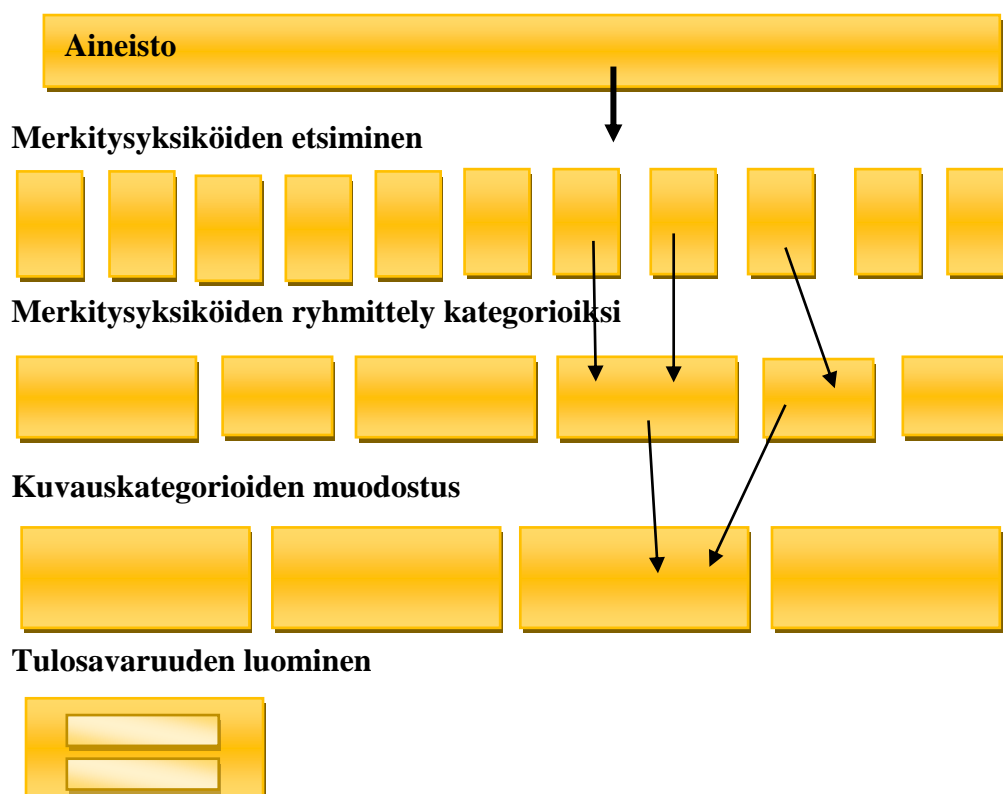 Aineisto
Merkitysyksiköiden etsiminen
Merkitysyksiköiden ryhmittely kategorioiksi
Kuvauskategorioiden muodostus
Tulosavaruuden luominen